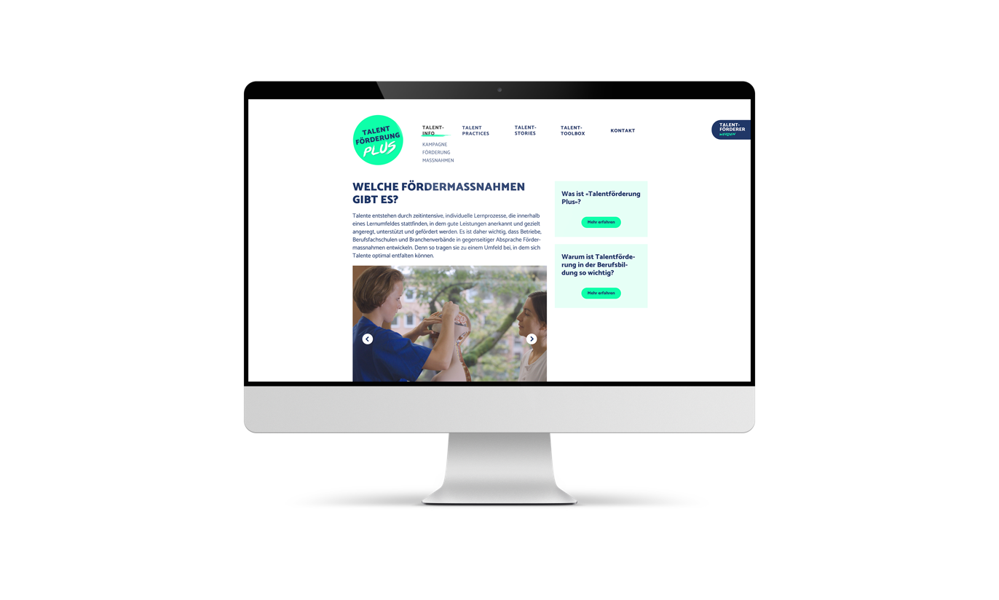 TALENT
FÖRDERUNG
PLUS
TALENT-
INFO
TALENT
PRACTICES
TALENT-
STORIES
TALENT-
TOOLBOX
KONTAKT
TALENT-
FÖRDERER
WERDEN
KAMPAGNE
FÖRDERUNG
MASSNAHMEN
WELCHE FÖRDERMASSNAHMEN
GIBT ES?
Talente entstehen durch zeitintensive, individuelle Lernprozesse, die innerhalb
eines Lernumfeldes stattfinden, in dem gute Leistungen anerkannt und gezielt
angeregt, unterstützt und gefördert werden. Es ist daher wichtig, dass Betriebe,
Berufsfachschulen und Branchenverbände in gegenseitiger Absprache Förder-
massnahmen entwickeln. Denn so tragen sie zu einem Umfeld bei, in dem sich
Talente optimal entfalten können.
Was ist «Talentförderung
Plus»?
Mehr erfahren
Warum ist Talentförde-
rung in der Berufsbil-
dung so wichtig?
Mehr erfahren